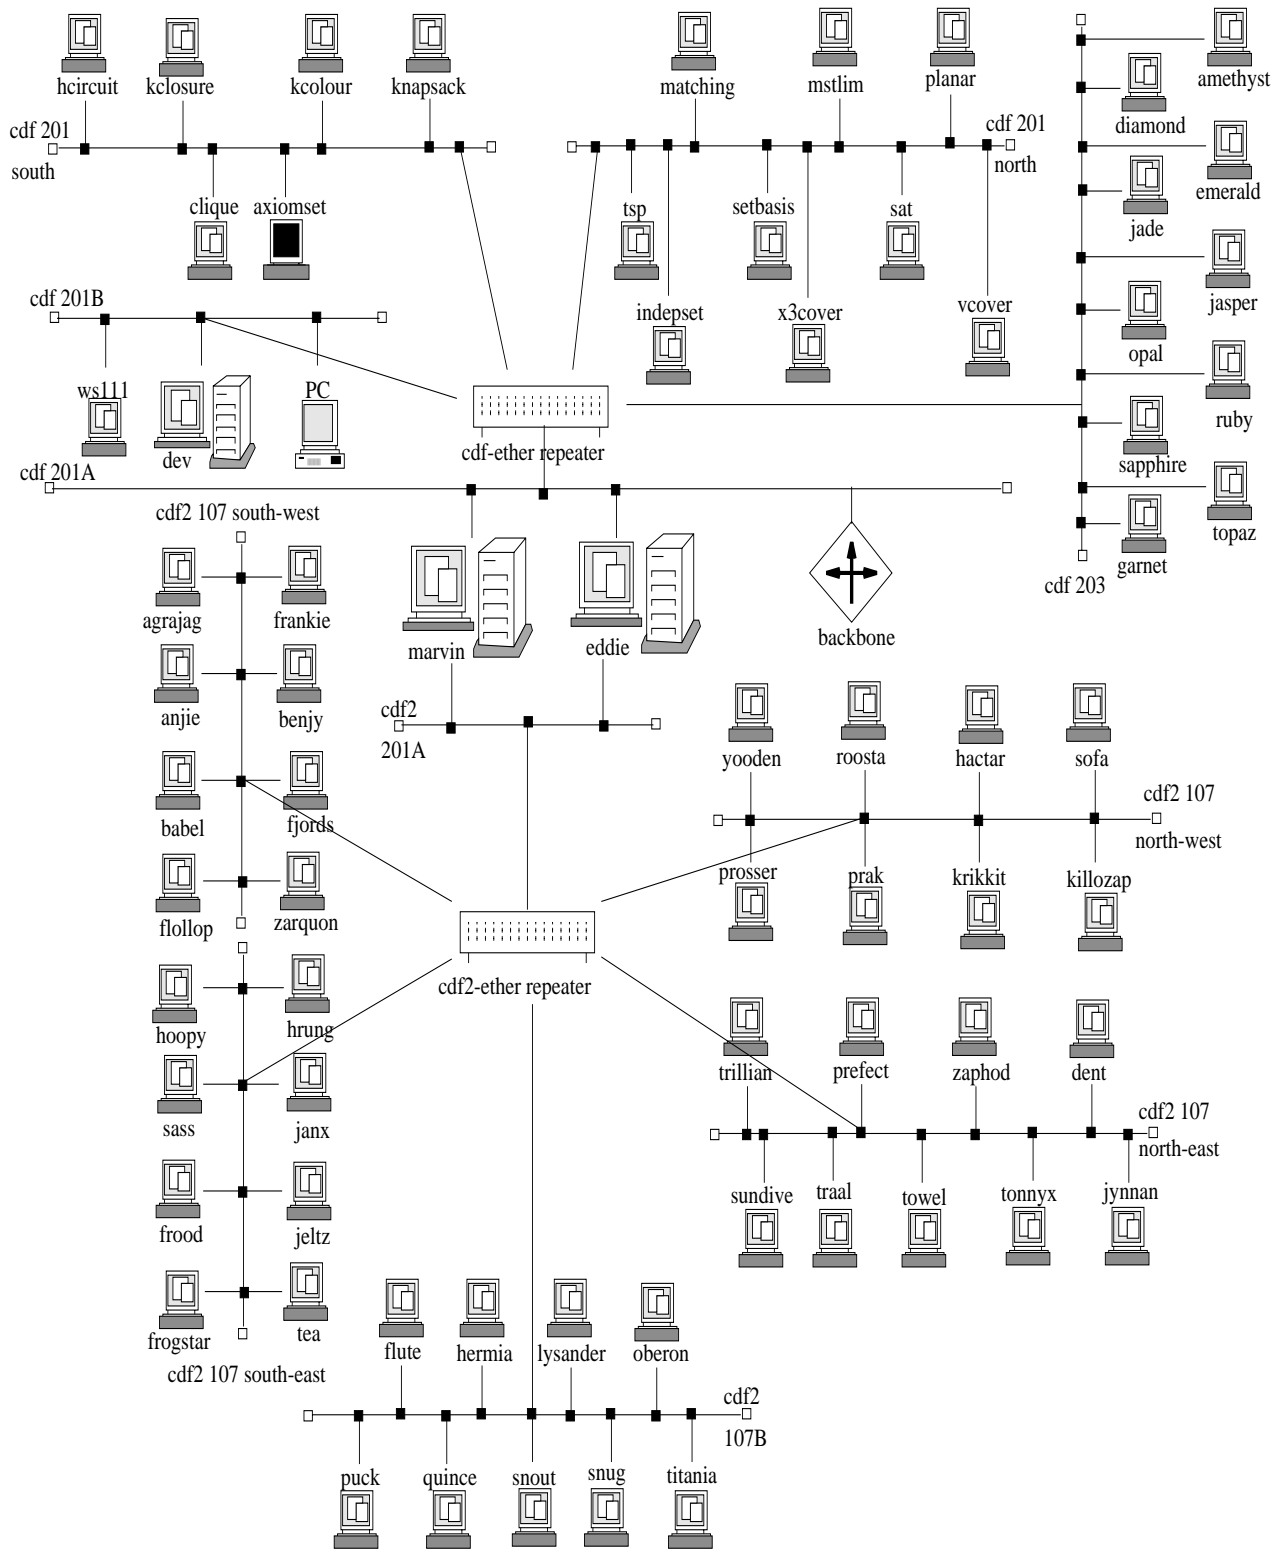 hcircuit
kclosure
kcolour
knapsack
matching
mstlim
planar
amethyst
diamond
cdf 201
south
cdf 201
north
emerald
clique
axiomset
tsp
setbasis
sat
jade
cdf 201B
indepset
x3cover
vcover
jasper
opal
ws111
dev
PC
cdf-ether repeater
ruby
sapphire
cdf 201A
topaz
garnet
cdf 203
cdf2 107 south-west
agrajag
frankie
marvin
eddie
backbone
anjie
benjy
cdf2
201A
yooden
roosta
hactar
sofa
babel
fjords
cdf2 107
north-west
prosser
prak
krikkit
killozap
flollop
zarquon
cdf2-ether repeater
hoopy
hrung
trillian
prefect
zaphod
dent
sass
janx
cdf2 107
north-east
sundive
traal
towel
tonnyx
jynnan
frood
jeltz
frogstar
tea
cdf2 107 south-east
flute
hermia
lysander
oberon
cdf2
107B
puck
quince
snout
snug
titania